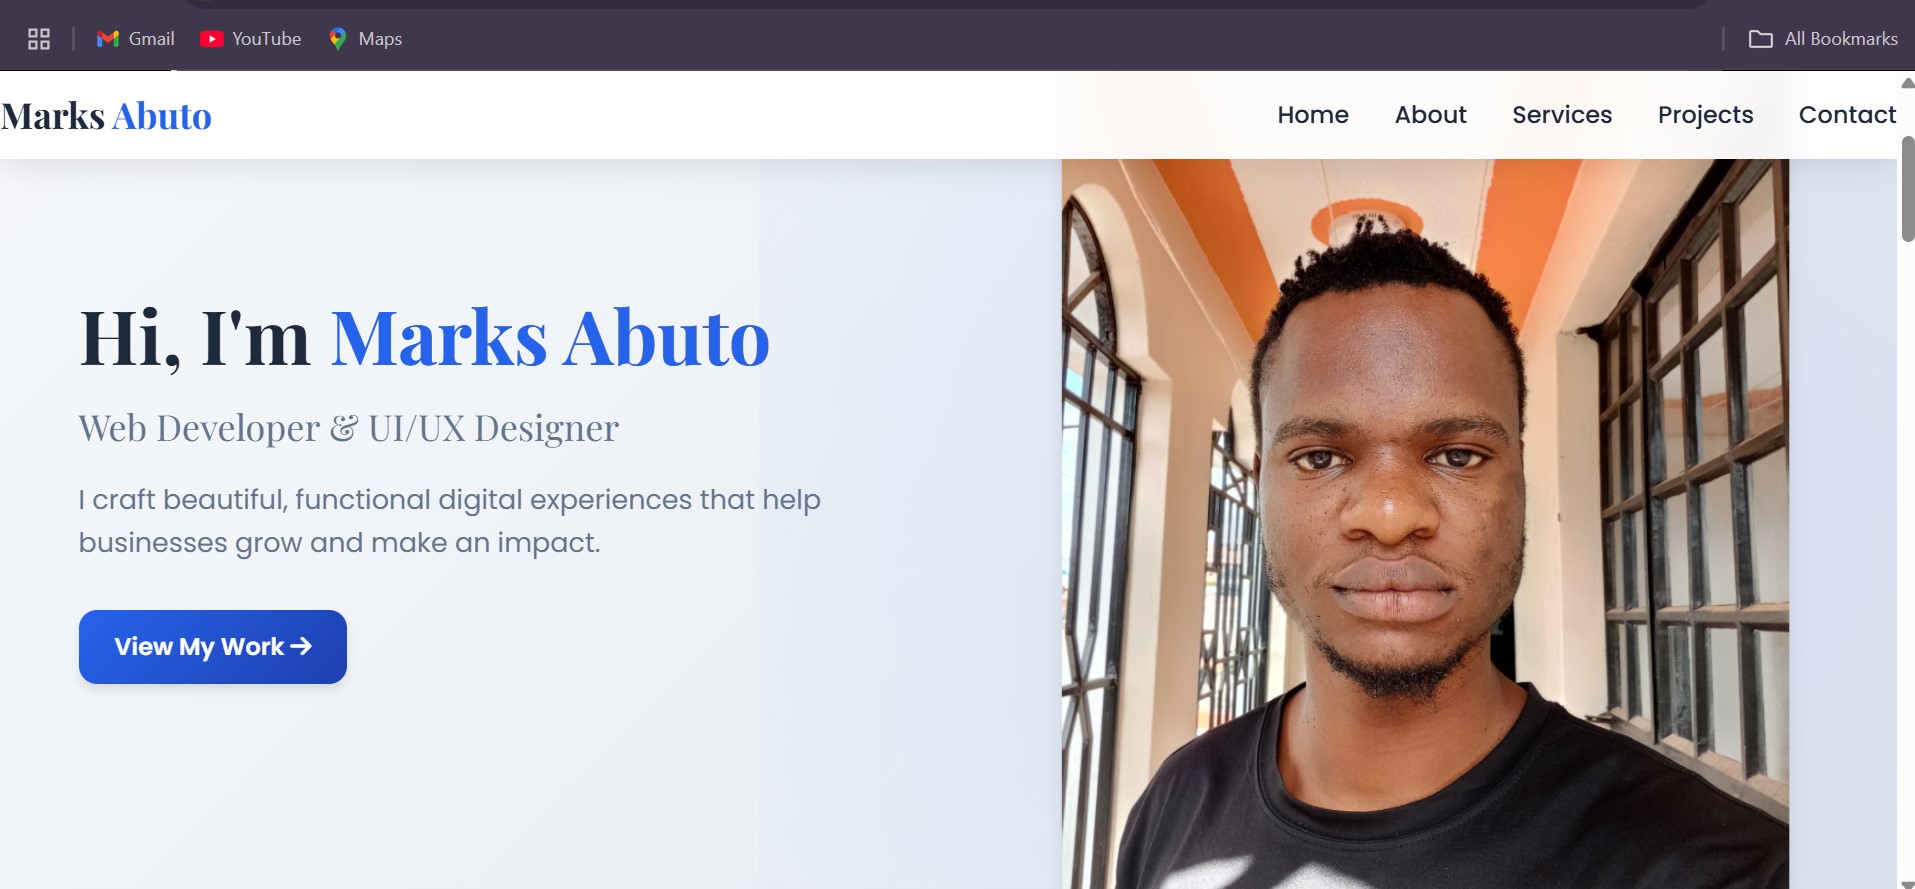 Gmail YouTube Maps All Bookmarks
Marks Abuto Home About Services Projects Contact
Hi, I'm Marks Abuto
Web Developer & UI/UX Designer
I craft beautiful, functional digital experiences that help
businesses grow and make an impact.
View My Work →